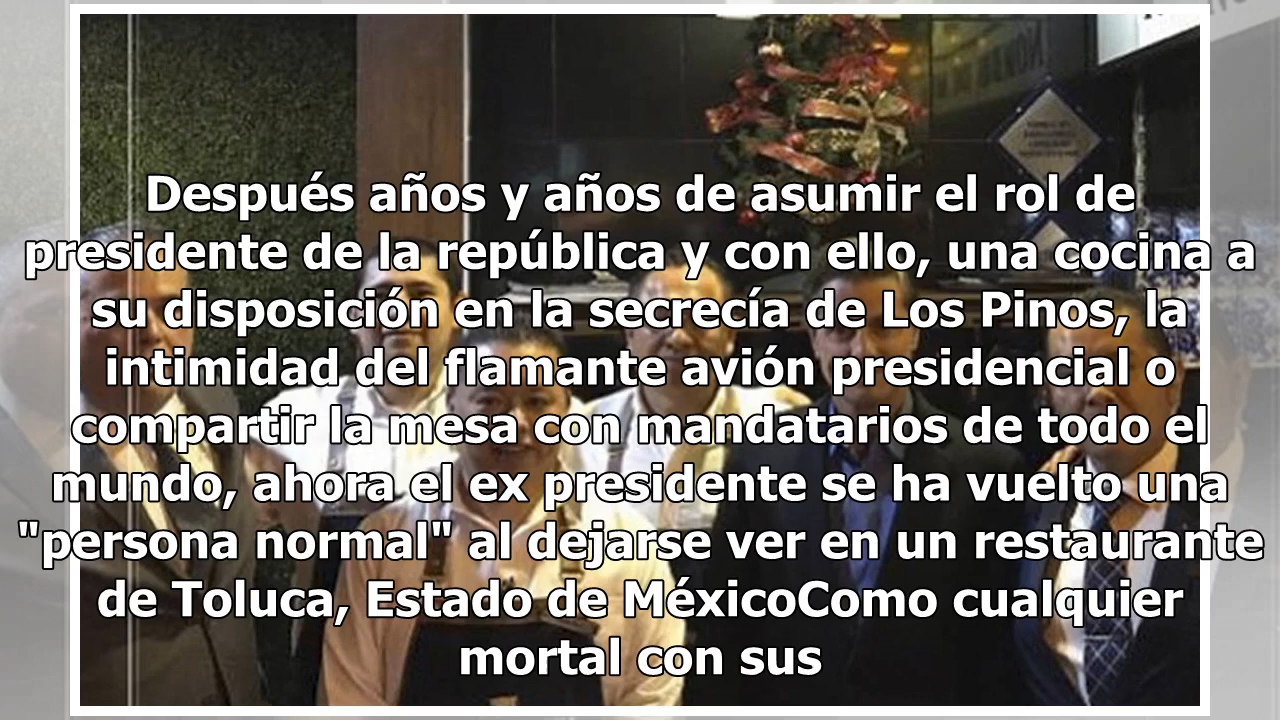 Después años y años de asumir el rol de
presidente de la república y con ello, una cocina a
su disposición en la secrecía de Los Pinos, la
intimidad del flamante avión presidencial o
compartir la mesa con mandatarios de todo el
mundo, ahora el ex presidente se ha vuelto una
"persona normal" al dejarse ver en un restaurante
de Toluca, Estado de MéxicoComo cualquier
mortal con sus